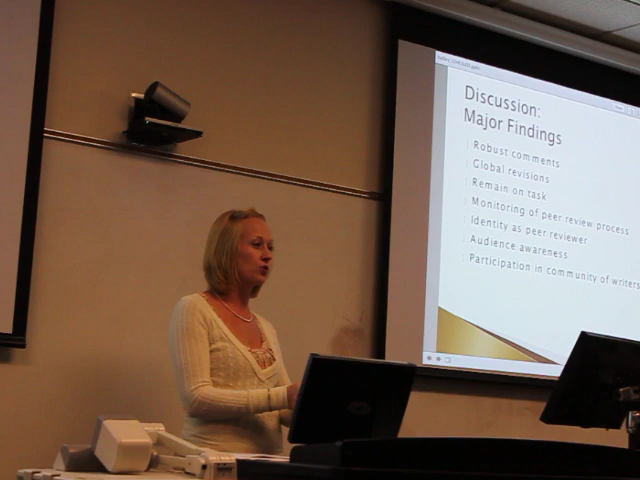 Discussion:
Major Findings
Robust comments
Global revisions
Remain on task
Monitoring of peer review process
Identity as peer reviewer
Audience awareness
Participation in community of writers